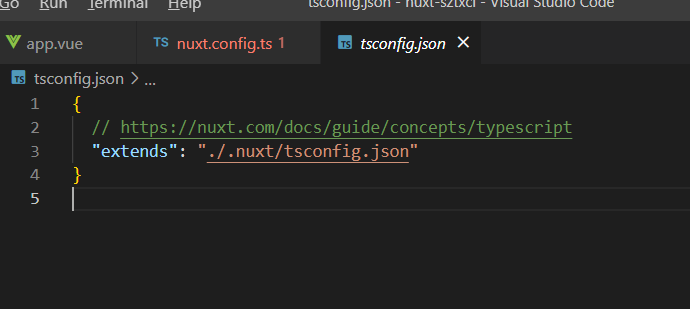 Go Run Terminal Help tsconfig.json - nuxt-szlxcl - Visual Studio Code
app.vue TS nuxt.config.ts 1 TS tsconfig.json ×
TS tsconfig.json > ...
1 {
2 // https://nuxt.com/docs/guide/concepts/typescript
3 "extends": "./.nuxt/tsconfig.json"
4 }
5